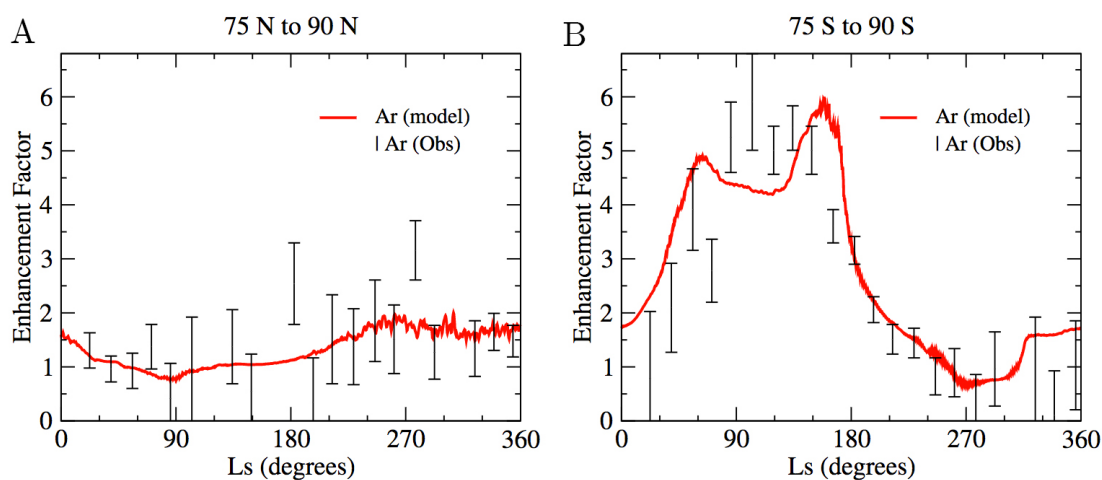 A
75 N to 90 N
Enhancement Factor
6
5
4
3
2
1
0
Ar (model)
Ar (Obs)
0 90 180 270 360
Ls (degrees)
B
75 S to 90 S
Enhancement Factor
6
5
4
3
2
1
0
Ar (model)
Ar (Obs)
0 90 180 270 360
Ls (degrees)